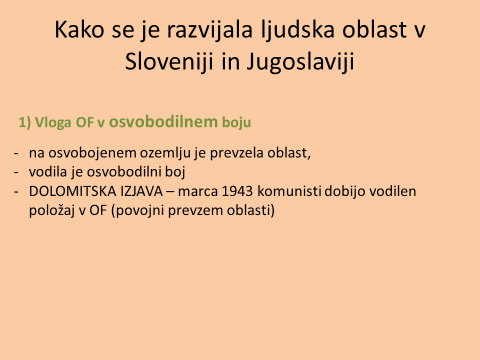 Kako se je razvijala ljudska oblast v
Sloveniji in Jugoslaviji
1) Vloga OF v osvobodilnem boju
- na osvobojenem ozemlju je prevzela oblast,
- vodila je osvobodilni boj
- DOLOMITSKA IZJAVA – marca 1943 komunisti dobijo vodilen
položaj v OF (povojni prevzem oblasti)